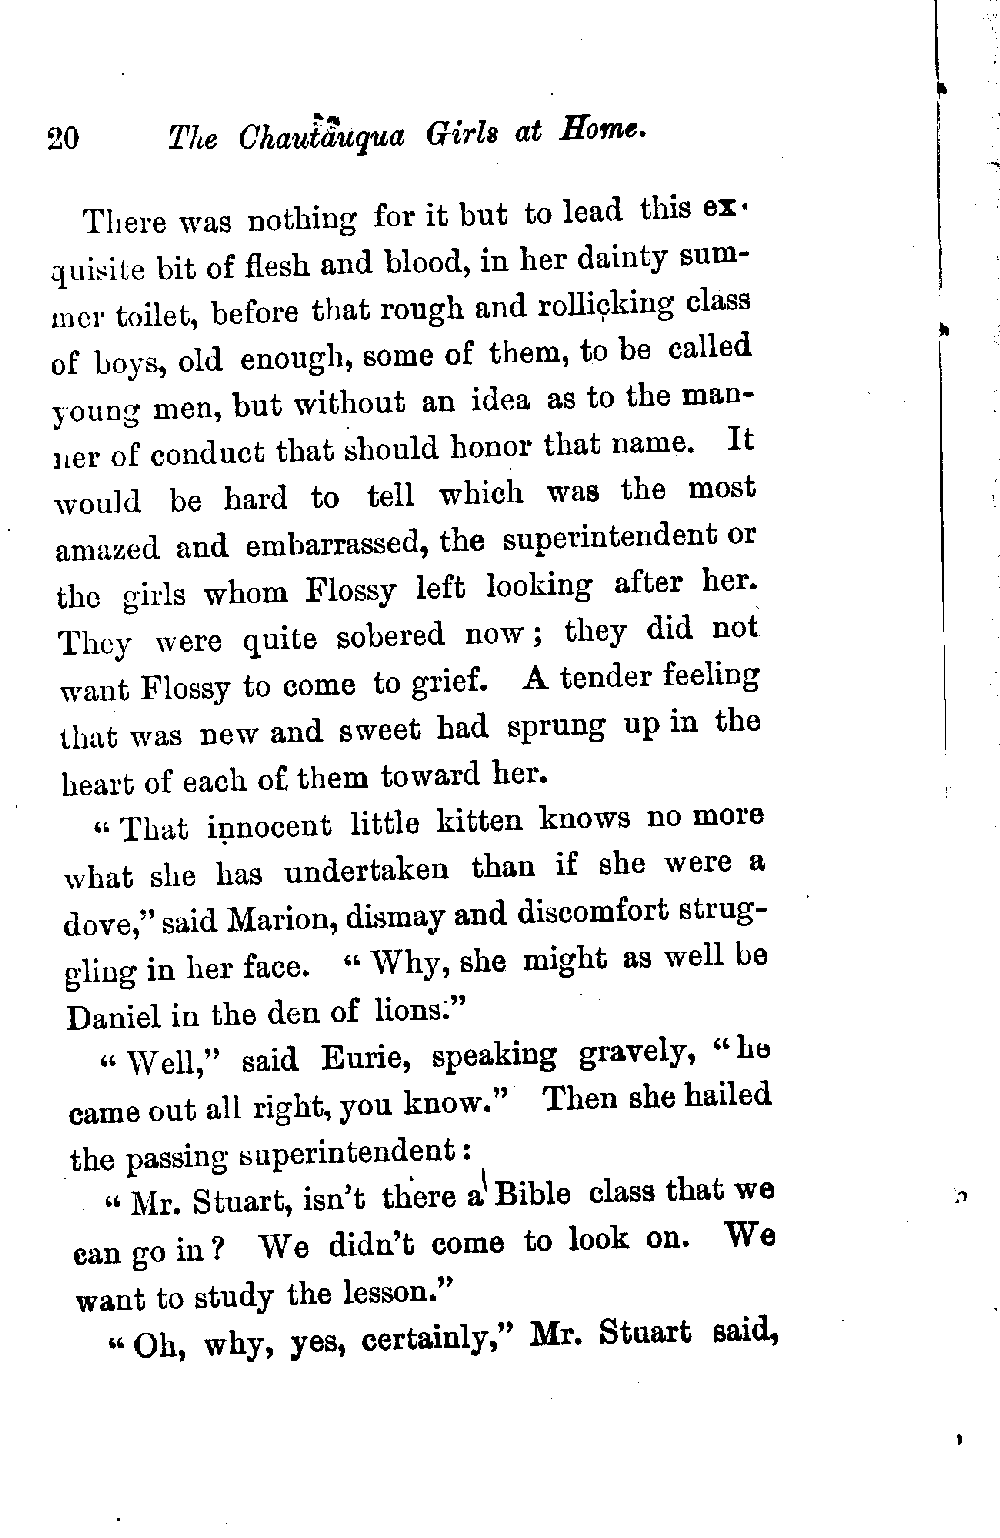 20 The Chautauqua Girls at Home.
There was nothing for it but to lead this ex-
quisite bit of flesh and blood, in her dainty sum-
mer toilet, before that rough and rollicking class
of boys, old enough, some of them, to be called
young men, but without an idea as to the man-
ner of conduct that should honor that name. It
would be hard to tell which was the most
amazed and embarrassed, the superintendent or
the girls whom Flossy left looking after her.
They were quite sobered now; they did not
want Flossy to come to grief. A tender feeling
that was new and sweet had sprung up in the
heart of each of them toward her.
"That innocent little kitten knows no more
what she has undertaken than if she were a
dove," said Marion, dismay and discomfort strug-
gling in her face. "Why, she might as well be
Daniel in the den of lions."
"Well," said Eurie, speaking gravely, "he
came out all right, you know." Then she hailed
the passing superintendent:
"Mr. Stuart, isn't there a Bible class that we
can go in? We didn't come to look on. We
want to study the lesson."
"Oh, why, yes, certainly," Mr. Stuart said,